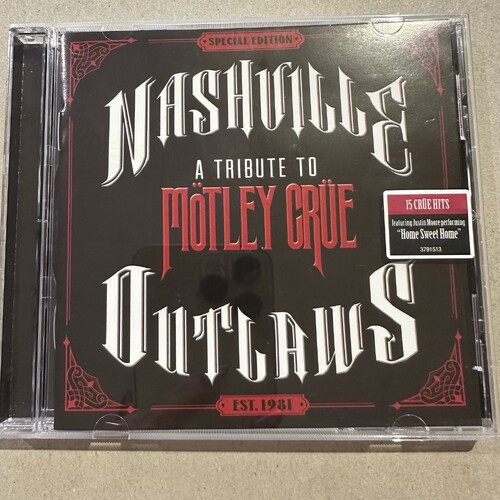 SPECIAL EDITION
NASHVILLE
A TRIBUTE TO
MÖTLEY CRÜE
OUTLAWS
EST. 1981
15 CRÜE HITS
featuring Justin Moore performing
"Home Sweet Home"
3791513